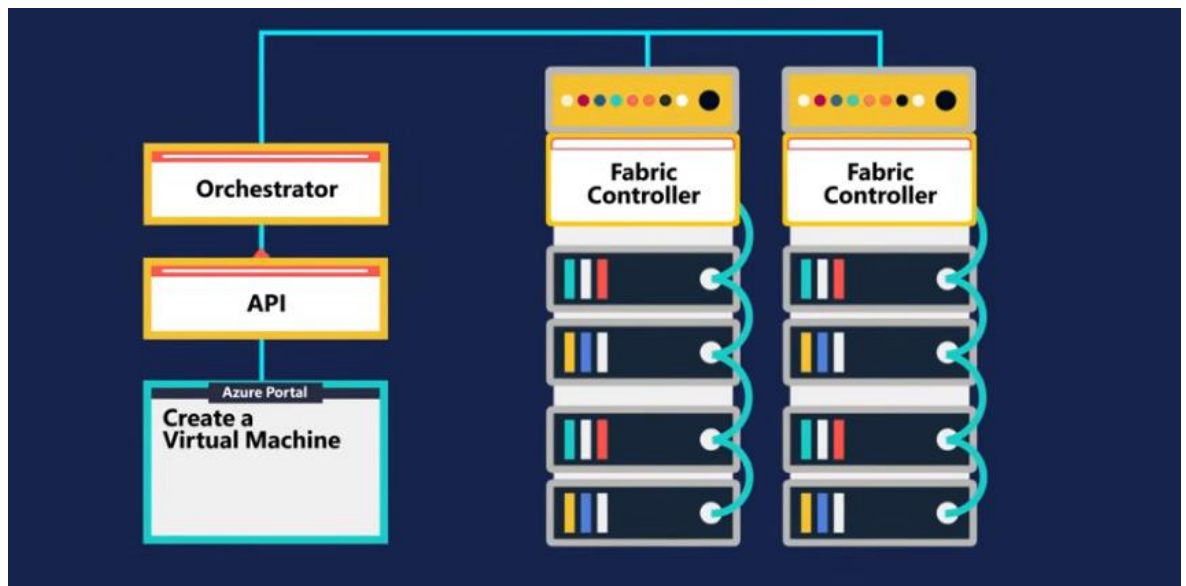 Orchestrator
API
Azure Portal
Create a
Virtual Machine
Fabric
Controller
Fabric
Controller